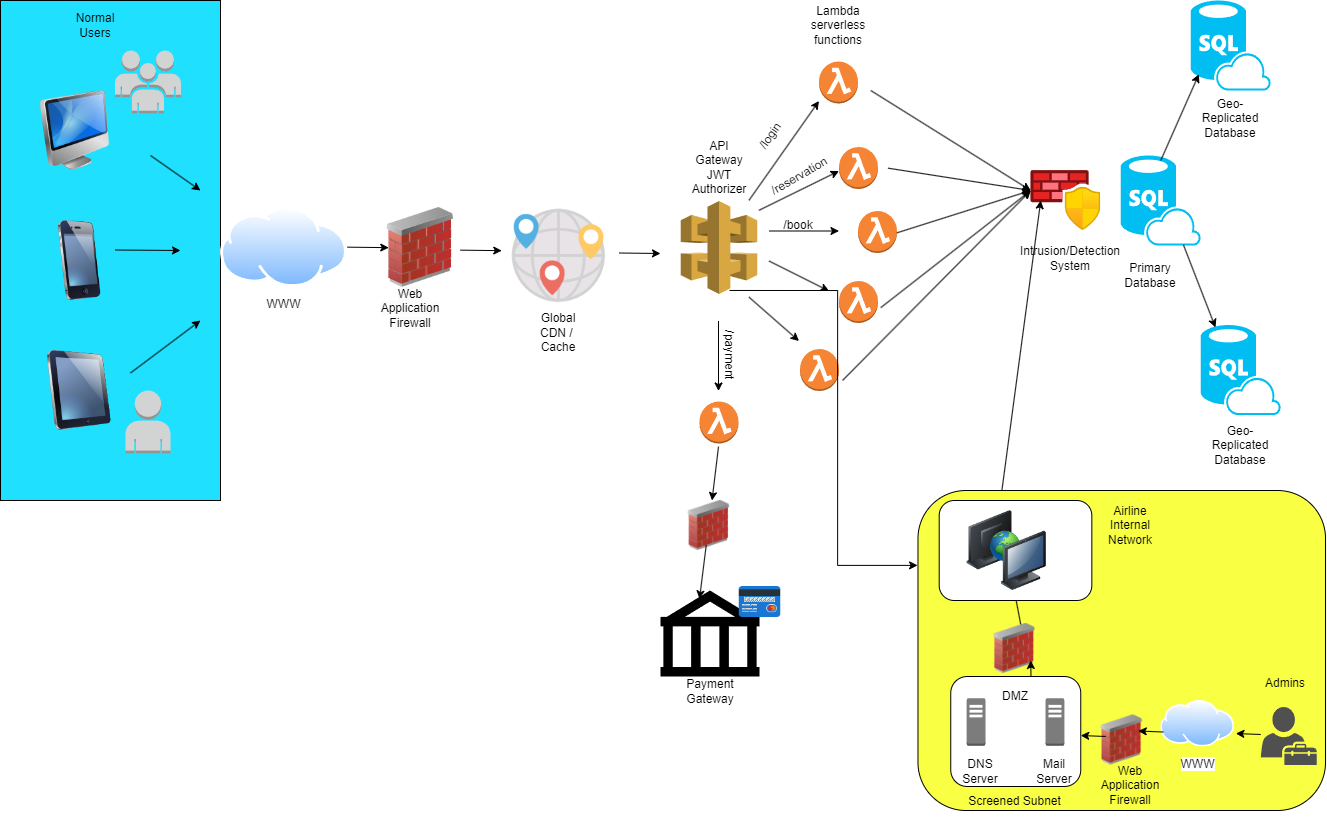 Normal
Users
WWW
Web
Application
Firewall
Global
CDN /
Cache
API
Gateway
JWT
Authorizer
Lambda
serverless
functions
/login
/reservation
/book
/payment
Payment
Gateway
Intrusion/Detection
System
SQL
Geo-
Replicated
Database
SQL
Primary
Database
SQL
Geo-
Replicated
Database
Airline
Internal
Network
DMZ
DNS
Server
Mail
Server
Screened Subnet
Web
Application
Firewall
WWW
Admins